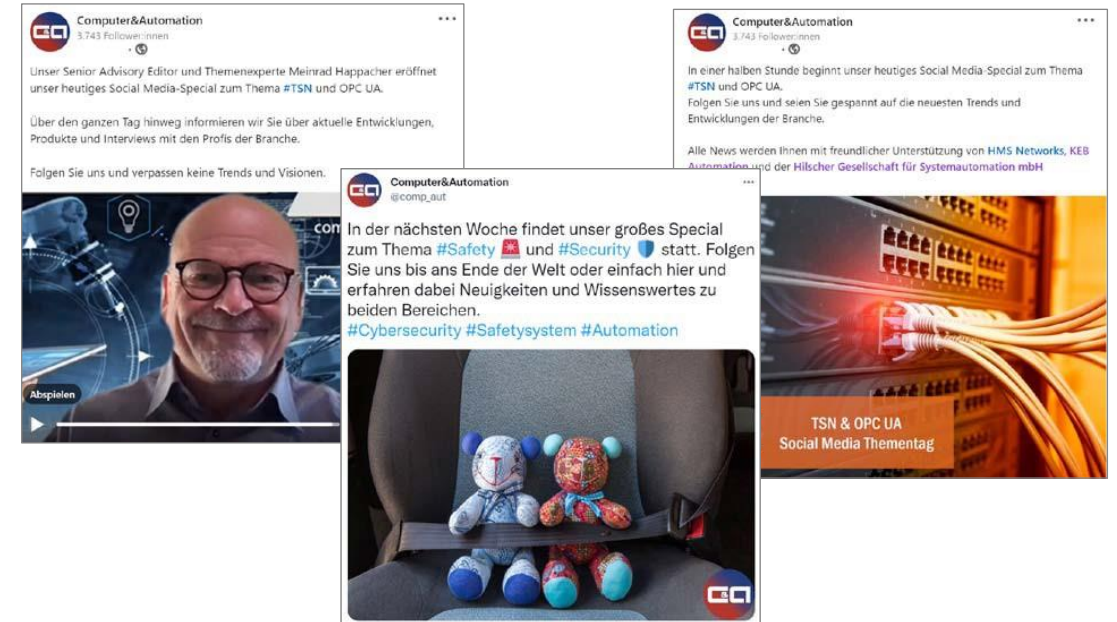 Computer&Automation
3.743 Follower:innen
Unser Senior Advisory Editor und Themenexperte Meinrad Happacher eröffnet
unser heutiges Social Media-Special zum Thema #TSN und OPC UA.
Über den ganzen Tag hinweg informieren wir Sie über aktuelle Entwicklungen,
Produkte und Interviews mit den Profis der Branche.
Folgen Sie uns und verpassen keine Trends und Visionen.
com
Abspielen
Computer&Automation
@comp_aut
In der nächsten Woche findet unser großes Special
zum Thema #Safety 🚨 und #Security 🛡️ statt. Folgen
Sie uns bis ans Ende der Welt oder einfach hier und
erfahren dabei Neuigkeiten und Wissenswertes zu
beiden Bereichen.
#Cybersecurity #Safetysystem #Automation
C&A
Computer&Automation
3.743 Follower:innen
In einer halben Stunde beginnt unser heutiges Social Media-Special zum Thema
#TSN und OPC UA.
Folgen Sie uns und seien Sie gespannt auf die neuesten Trends und
Entwicklungen der Branche.
Alle News werden Ihnen mit freundlicher Unterstützung von HMS Networks, KEB
Automation und der Hilscher Gesellschaft für Systemautomation mbH
TSN & OPC UA
Social Media Thementag